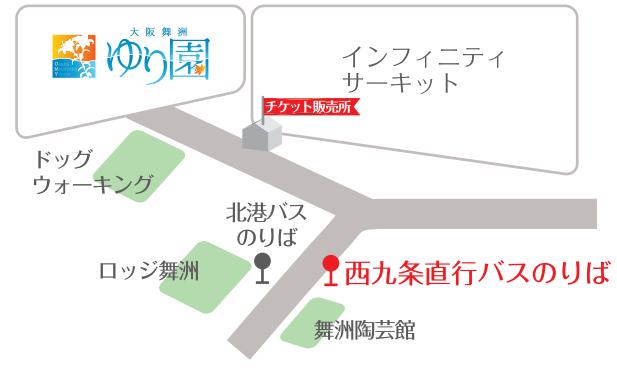 大阪舞洲
ゆり園
インフィニティ
サーキット
チケット販売所
ドッグ
ウォーキング
北港バス
のりば
ロッジ舞洲
西九条直行バスのりば
舞洲陶芸館